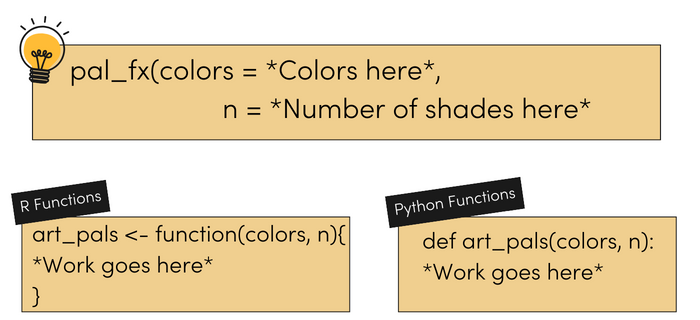 pal_fx(colors = *Colors here*,
n = *Number of shades here*
R Functions
art_pals <- function(colors, n){
*Work goes here*
}
Python Functions
def art_pals(colors, n):
*Work goes here*